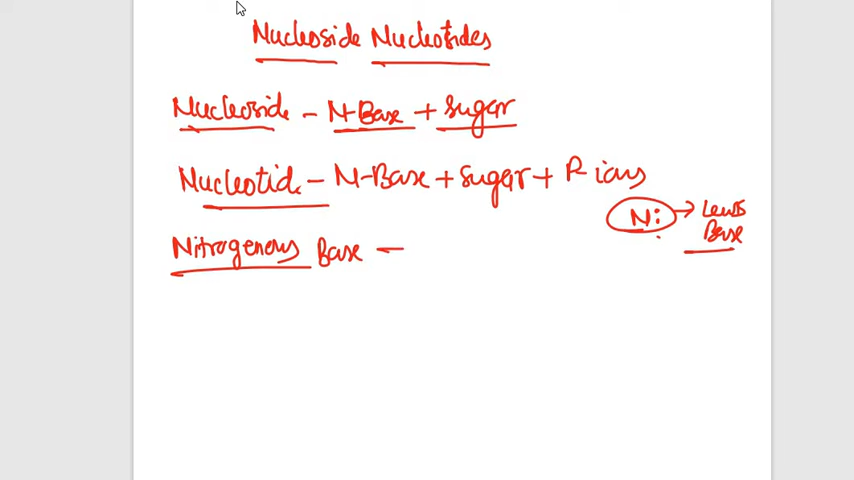 Nucleoside Nucleotides
Nucleoside - N-Base + Sugar
Nucleotide - N-Base + Sugar + P ions
N: → Lewis
Base
Nitrogenous Base -